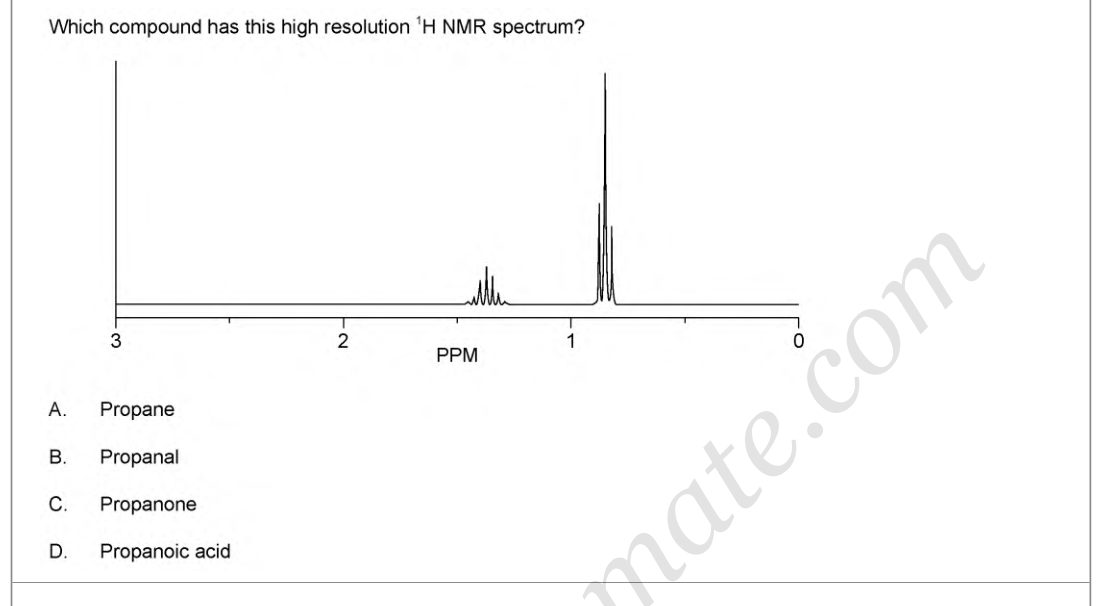 Which compound has this high resolution ¹H NMR spectrum?
3 2 1 0
PPM
A. Propane
B. Propanal
C. Propanone
D. Propanoic acid
mate.com